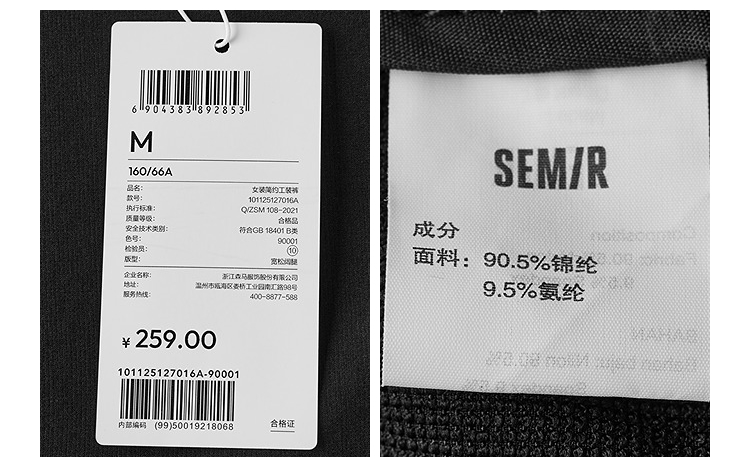 6 904383 892853
M
160/66A
品名: 女装简约工装裤
款号: 101125127016A
执行标准: Q/ZSM 108-2021
质量等级: 合格品
安全技术类别: 符合GB 18401 B类
色号: 90001
检验员: 10
版型: 宽松阔腿
企业名称: 浙江森马服饰股份有限公司
地址: 温州市瓯海区娄桥工业园南汇路98号
服务热线: 400-8877-588
¥ 259.00
101125127016A-90001
内部编码 (99)50019218068
合格证
SEM/R
成分
面料: 90.5%锦纶
9.5%氨纶